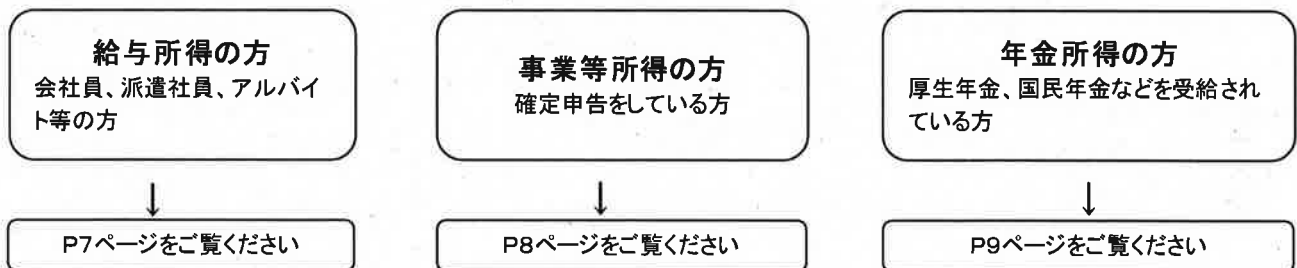 給与所得の方
会社員、派遣社員、アルバイ
ト等の方
P7ページをご覧ください
事業等所得の方
確定申告をしている方
P8ページをご覧ください
年金所得の方
厚生年金、国民年金などを受給され
ている方
P9ページをご覧ください